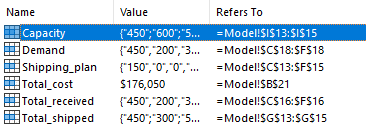 Name Value Refers To
Capacity {"450";"600";"5... =Model!$I$13:$I$15
Demand {"450","200","3... =Model!$C$18:$F$18
Shipping_plan {"150","0","0","... =Model!$C$13:$F$15
Total_cost $176,050 =Model!$B$21
Total_received {"450","200","3... =Model!$C$16:$F$16
Total_shipped {"450";"300";"5... =Model!$G$13:$G$15